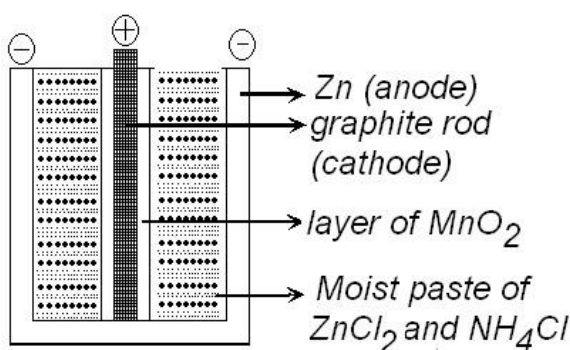 ⊖ ⊕ ⊖
Zn (anode)
graphite rod
(cathode)
layer of MnO₂
Moist paste of
ZnCl₂ and NH₄Cl